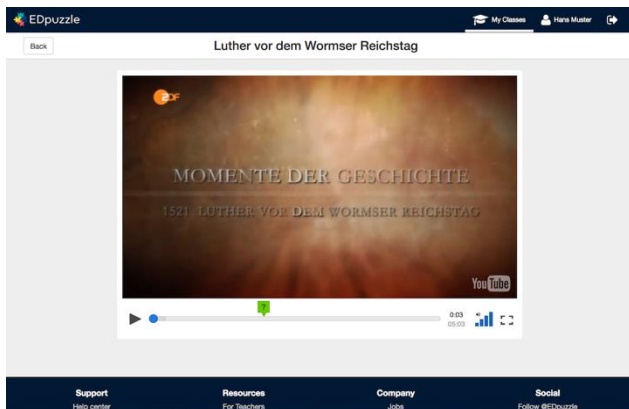 EDpuzzle
My Classes
Hans Muster
Back
Luther vor dem Wormser Reichstag
ZDF
MOMENTE DER GESCHICHTE
1521: LUTHER VOR DEM WORMSER REICHSTAG
YouTube
?
0:03
05:03
Support
Resources
Company
Social
Help center
For Teachers
Jobs
Follow @EDpuzzle